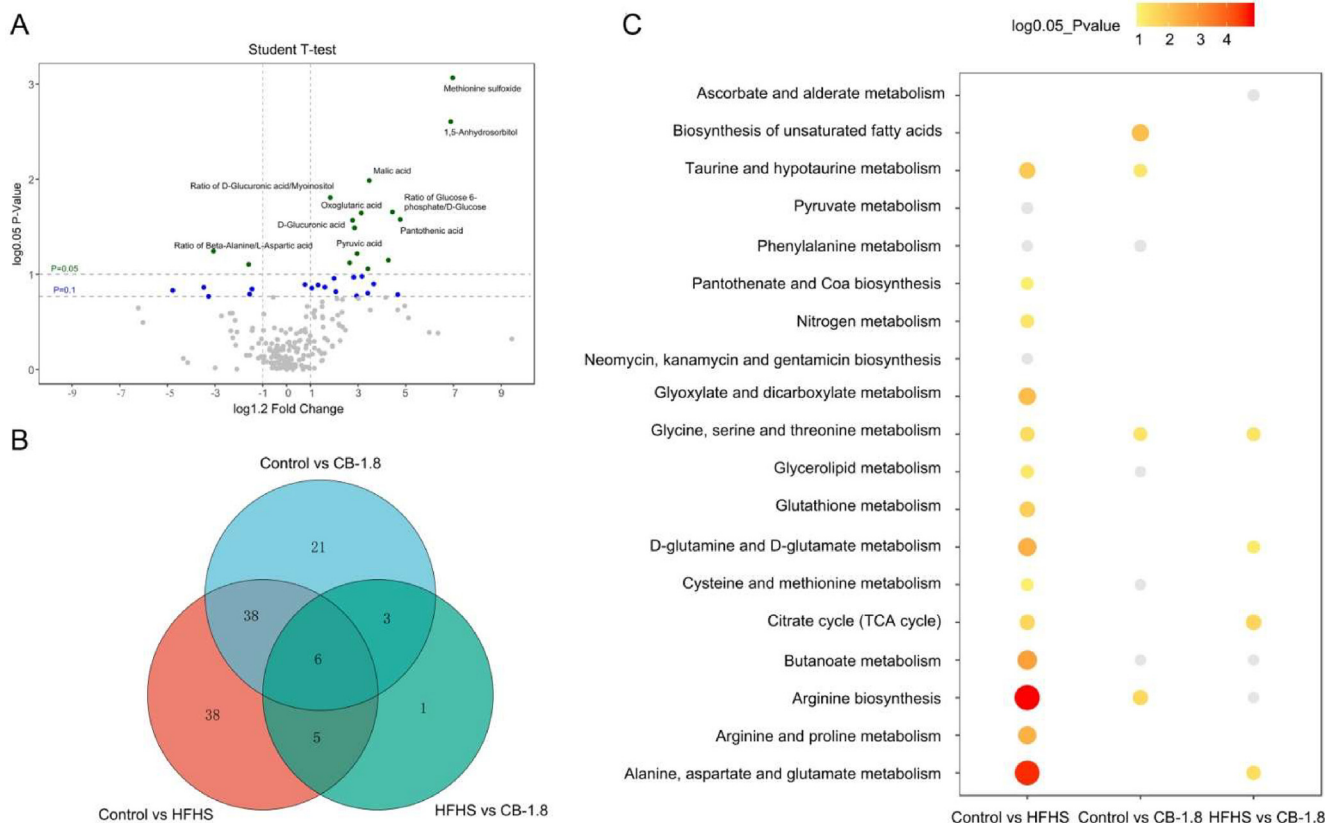 A
Student T-test
log0.05 P-Value
3
2
1
0
Methionine sulfoxide
1,5-Anhydrosorbitol
Malic acid
Ratio of D-Glucuronic acid/Myoinositol
Oxoglutaric acid
Ratio of Glucose 6-
phosphate/D-Glucose
D-Glucuronic acid
Pantothenic acid
Pyruvic acid
Ratio of Beta-Alanine/L-Aspartic acid
P=0.05
P=0.1
-9 -7 -5 -3 -1 0 1 3 5 7 9
log1.2 Fold Change
B
Control vs CB-1.8
21
38
3
6
38
5
1
Control vs HFHS
HFHS vs CB-1.8
C
log0.05_Pvalue
1 2 3 4
Ascorbate and alderate metabolism
Biosynthesis of unsaturated fatty acids
Taurine and hypotaurine metabolism
Pyruvate metabolism
Phenylalanine metabolism
Pantothenate and Coa biosynthesis
Nitrogen metabolism
Neomycin, kanamycin and gentamicin biosynthesis
Glyoxylate and dicarboxylate metabolism
Glycine, serine and threonine metabolism
Glycerolipid metabolism
Glutathione metabolism
D-glutamine and D-glutamate metabolism
Cysteine and methionine metabolism
Citrate cycle (TCA cycle)
Butanoate metabolism
Arginine biosynthesis
Arginine and proline metabolism
Alanine, aspartate and glutamate metabolism
Control vs HFHS Control vs CB-1.8 HFHS vs CB-1.8